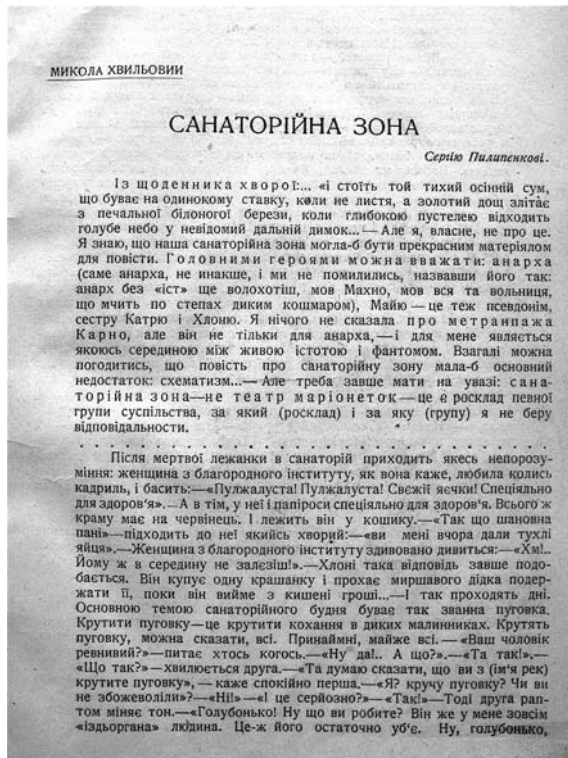 МИКОЛА ХВИЛЬОВИЙ
САНАТОРІЙНА ЗОНА
Сергію Пилипенкові.
Із щоденника хворої:... «і стоїть той тихий осінній сум,
що буває на одинокому ставку, коли не листя, а золотий дощ злітає
з печальної білоногої берези, коли глибокою пустелею відходить
голубе небо у невідомий дальній димок...— Але я, власне, не про це.
Я знаю, що наша санаторійна зона могла-б бути прекрасним матеріялом
для повісти. Головними героями можна вважати: анарха
(саме анарха, не инакше, і ми не помилились, назвавши його так:
анарх без «іст» ще волохотіш, мов Махно, мов вся та вольниця,
що мчить по степах диким кошмаром), Майю — це теж псевдонім,
сестру Катрю і Хлоню. Я нічого не сказала про метранпажа
Карно, але він не тільки для анарха,— і для мене являється
якоюсь серединою між живою істотою і фантомом. Взагалі можна
погодитись, що повість про санаторійну зону мала-б основний
недостаток: схематизм...— Але треба завше мати на увазі: сана-
торійна зона—не театр маріонеток — це є росклад певної
групи суспільства, за який (росклад) і за яку (групу) я не беру
відповідальности.
. . . . . . . . . . . . . . . . . . . . . . . . . . . . . .
Після мертвої лежанки в санаторій приходить якесь непорозу-
міння: женщина з благородного інституту, як вона каже, любила колись
кадриль, і басить:—«Пулжалуста! Пулжалуста! Свєжії яєчки! Спеціяльно
для здоров'я».— А в тім, у неї і папіроси спеціяльно для здоров'я. Всього ж
краму має на червінець. І лежить він у кошику.—«Так що шановна
пані»—підходить до неї якийсь хворий:—«ви мені вчора дали тухлі
яйця».—Женщина з благородного інституту здивовано дивиться:—«Хм!..
Йому ж в середину не залєзіш!».—Хлоні така відповідь завше подо-
бається. Він купує одну крашанку і прохає миршавого дідка подер-
жати її, поки він вийме з кишені гроші...—І так проходять дні.
Основною темою санаторійного будня буває так званна пуговка.
Крутити пуговку—це крутити кохання в диких малинниках. Крутять
пуговку, можна сказати, всі. Принаймні, майже всі.—«Ваш чоловік
ревнивий?»—питає хтось когось.—«Ну да!.. А що?».—«Та так!».—
«Що так?»—хвилюється друга.—«Та думаю сказати, що ви з (ім'я рек)
крутите пуговку»,— каже спокійно перша.—«Я? кручу пуговку? Чи ви
не збожеволіли»?—«Ні!»—«І це серйозно?»—«Так!»—Тоді друга рап-
том міняє тон.—«Голубонько! Ну що ви робите? Він же у мене зовсім
«іздьоргана» людина. Це-ж його остаточно уб'є. Ну, голубонько,